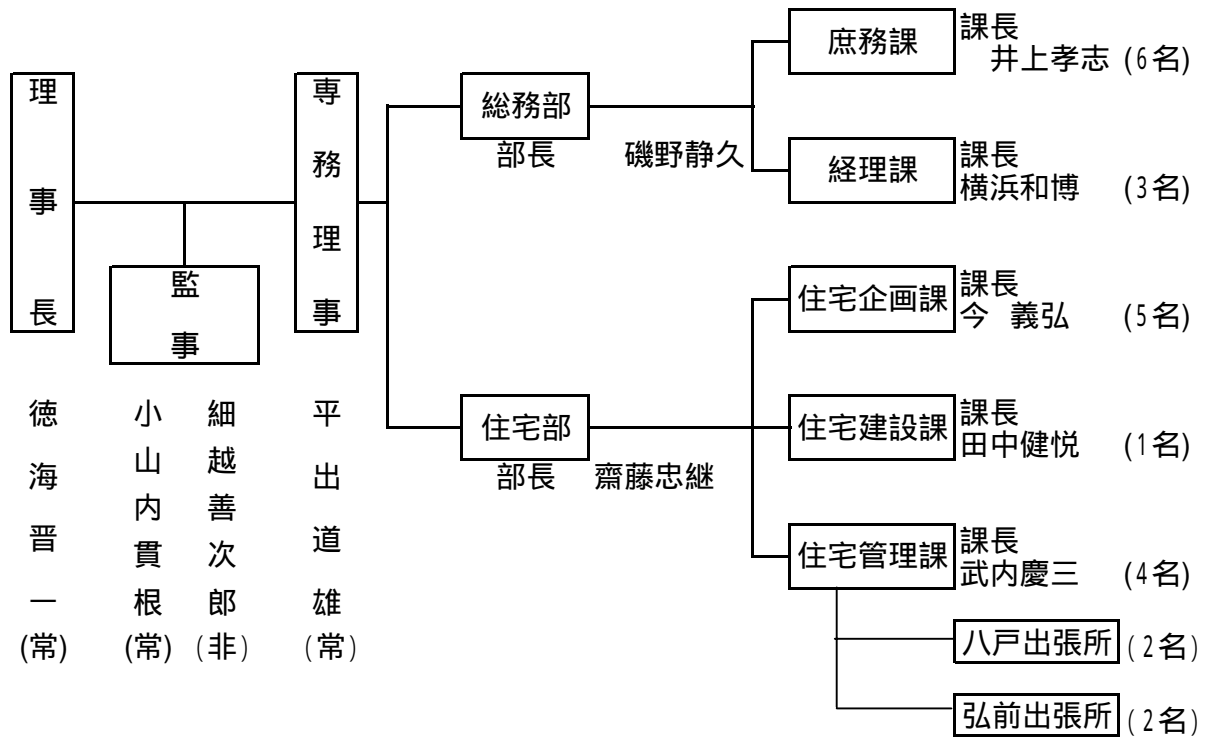 理事長
徳海晋一
(常)
監事
小山内貫根
(常)
細越善次郎
(非)
専務理事
平出道雄
(常)
総務部
部長 磯野静久
庶務課
課長
井上孝志 (6名)
経理課
課長
横浜和博 (3名)
住宅部
部長 齋藤忠継
住宅企画課
課長
今 義弘 (5名)
住宅建設課
課長
田中健悦 (1名)
住宅管理課
課長
武内慶三 (4名)
八戸出張所 (2名)
弘前出張所 (2名)